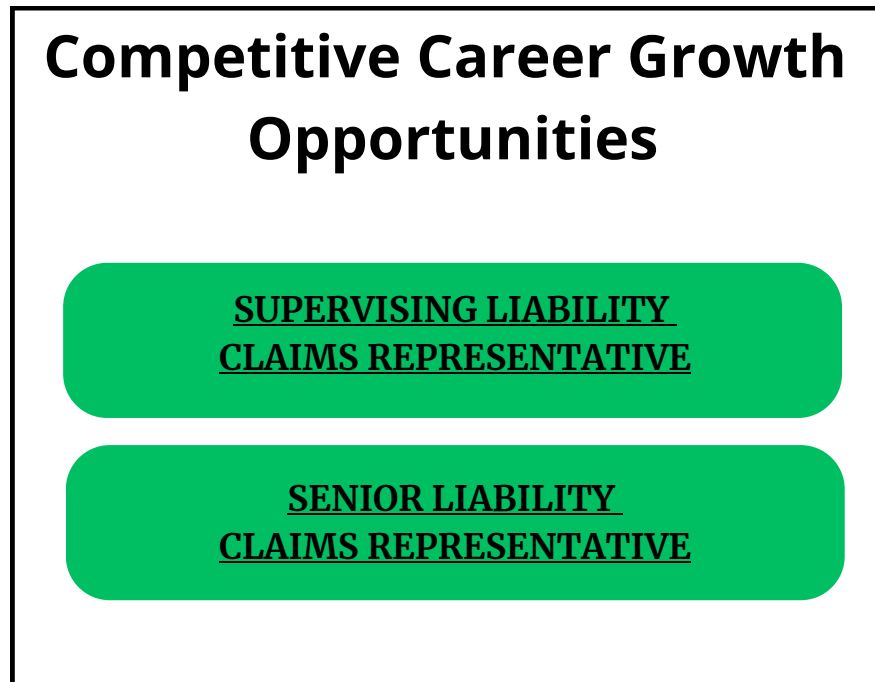 Competitive Career Growth
Opportunities
SUPERVISING LIABILITY
CLAIMS REPRESENTATIVE
SENIOR LIABILITY
CLAIMS REPRESENTATIVE